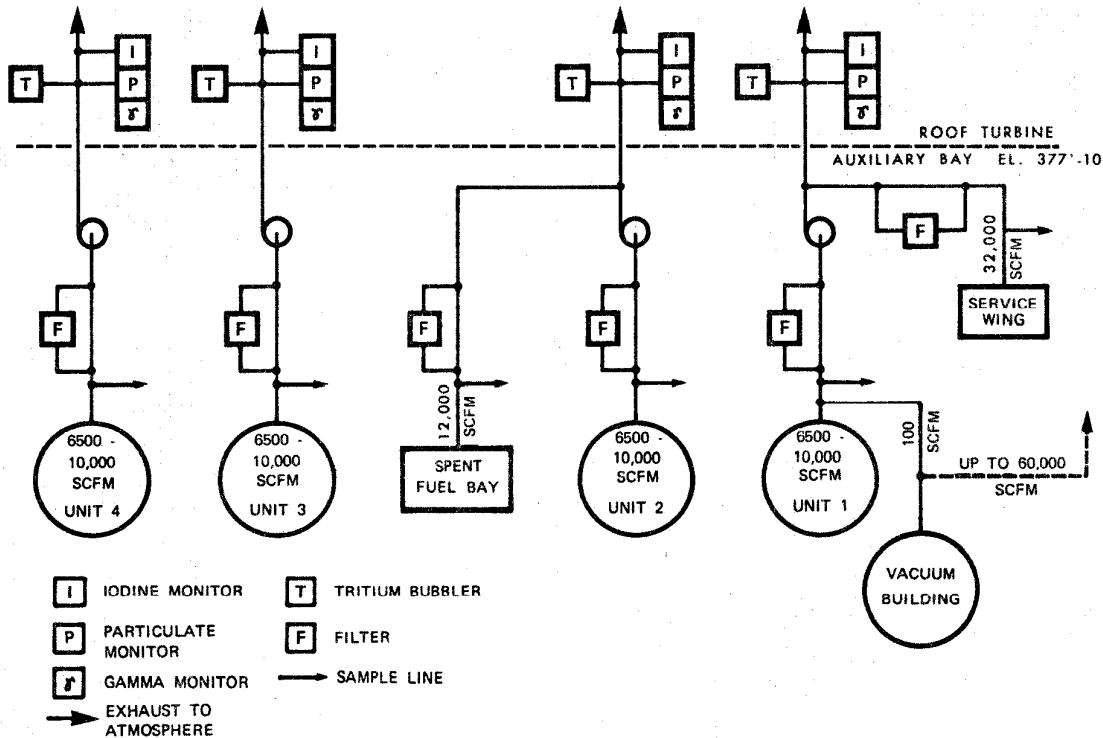 I
I
I
I
T P
T P
T P
T P
γ
γ
γ
γ
ROOF TURBINE
AUXILIARY BAY EL. 377'-10
F
32,000
SCFM
SERVICE
WING
F
F
F
F
F
12,000
SCFM
100
SCFM
6500 -
10,000
SCFM
UNIT 4
6500 -
10,000
SCFM
UNIT 3
SPENT
FUEL BAY
6500 -
10,000
SCFM
UNIT 2
6500 -
10,000
SCFM
UNIT 1
UP TO 60,000
SCFM
VACUUM
BUILDING
I IODINE MONITOR
T TRITIUM BUBBLER
P PARTICULATE
MONITOR
F FILTER
γ GAMMA MONITOR
SAMPLE LINE
EXHAUST TO
ATMOSPHERE